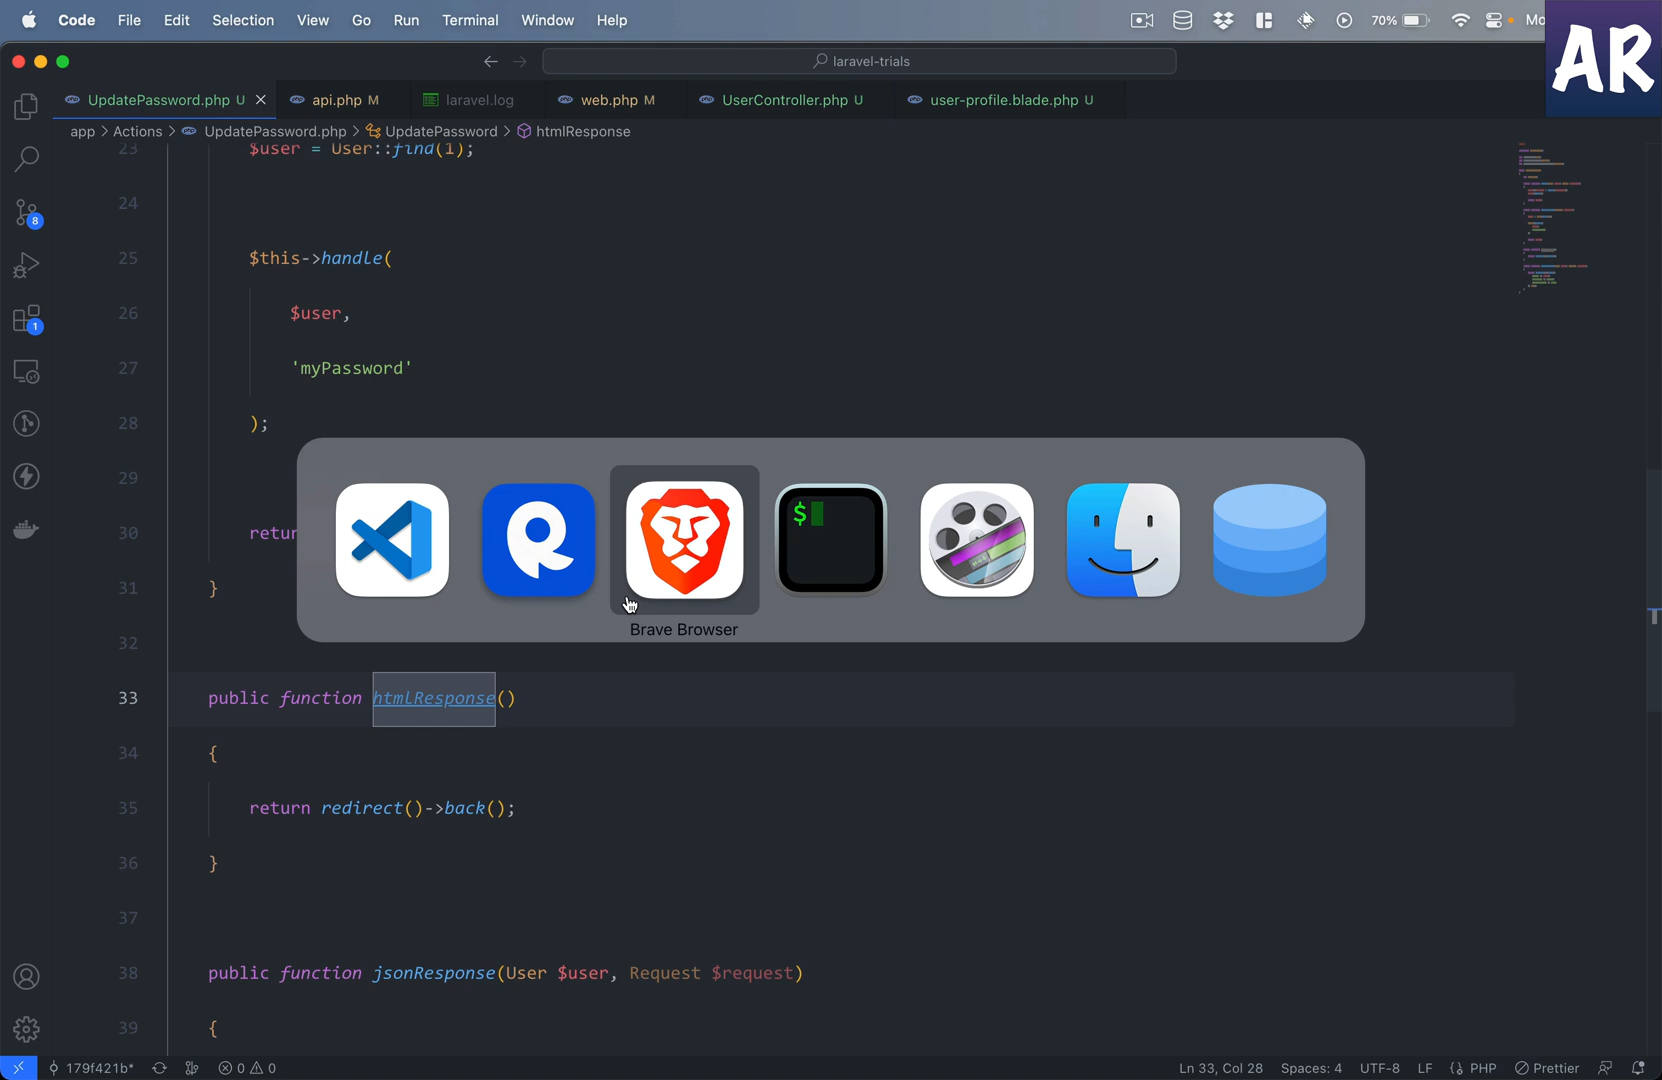 Code File Edit Selection View Go Run Terminal Window Help 70% Mo
AR
laravel-trials
UpdatePassword.php U api.php M laravel.log web.php M UserController.php U user-profile.blade.php U
app > Actions > UpdatePassword.php > UpdatePassword > htmlResponse
23 $user = User::find(1);
24
25 $this->handle(
26 $user,
27 'myPassword'
28 );
29
30 retur
31 }
32
33 public function htmlResponse()
34 {
35 return redirect()->back();
36 }
37
38 public function jsonResponse(User $user, Request $request)
39 {
8
1
$
Brave Browser
179f421b* 0 0 Ln 33, Col 28 Spaces: 4 UTF-8 LF PHP Prettier